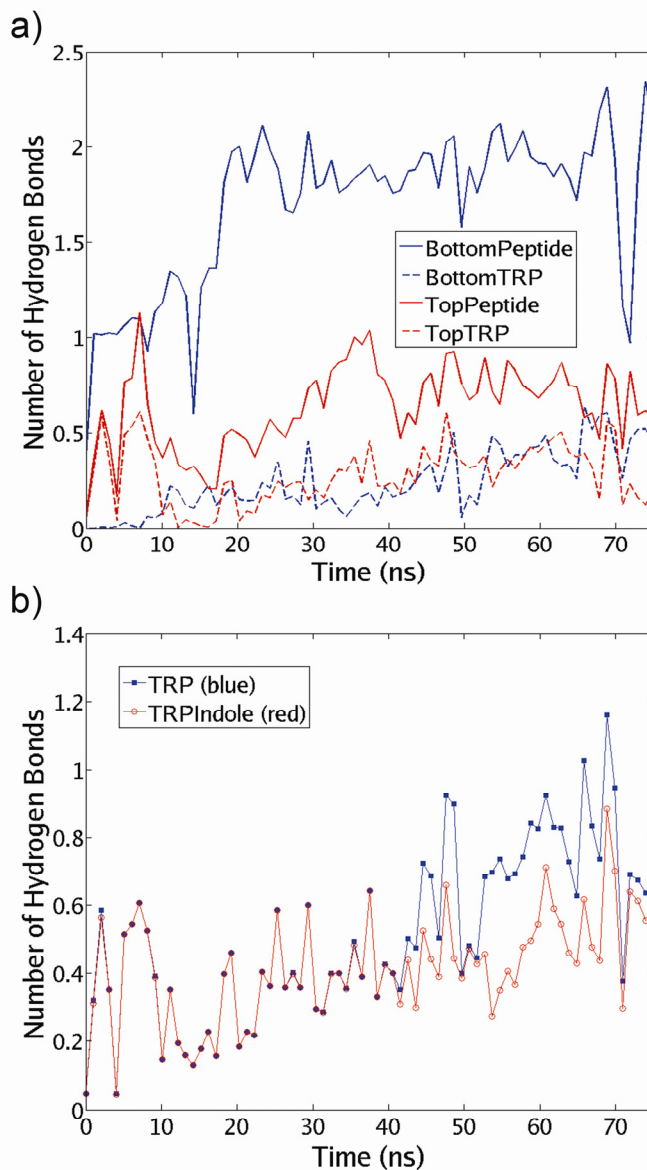 a)
2.5
2
1.5
1
0.5
0
Number of Hydrogen Bonds
BottomPeptide
BottomTRP
TopPeptide
TopTRP
0 10 20 30 40 50 60 70
Time (ns)
b)
1.4
1.2
1
0.8
0.6
0.4
0.2
0
Number of Hydrogen Bonds
TRP (blue)
TRPIndole (red)
0 10 20 30 40 50 60 70
Time (ns)